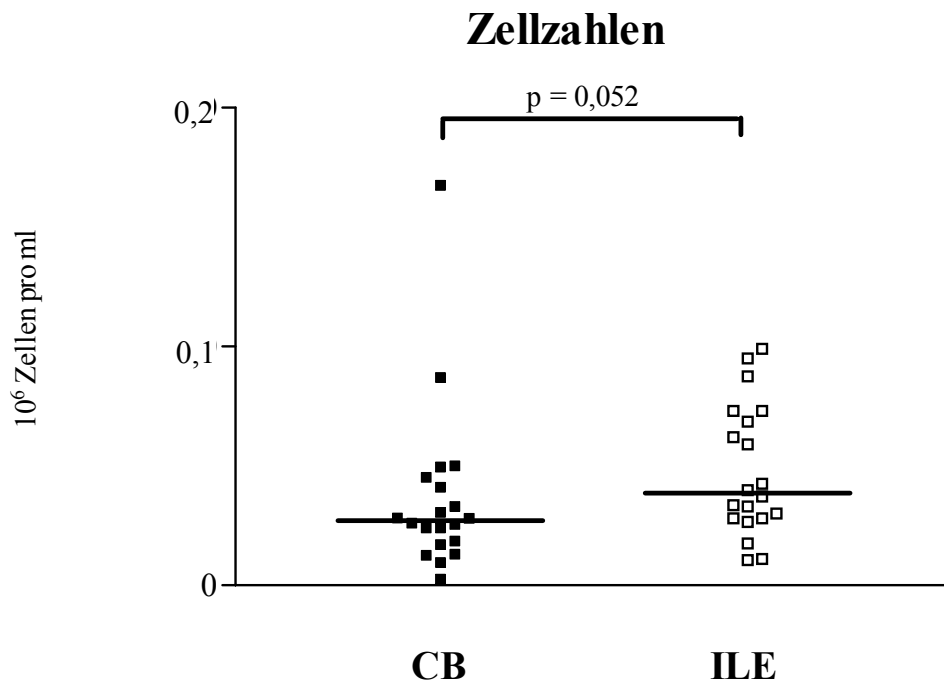 Zellzahlen
p = 0,052
0,2
10⁶ Zellen pro ml
0,1
0
CB ILE